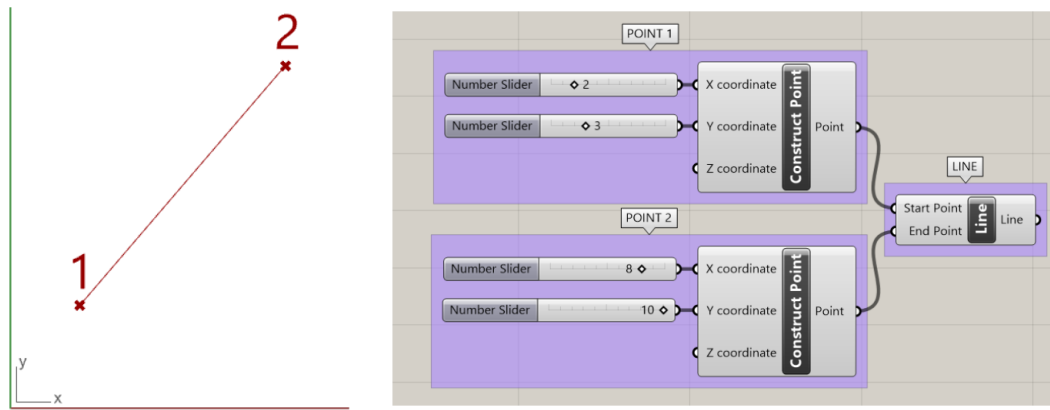 2
1
y
x
POINT 1
Number Slider 2
Number Slider 3
X coordinate
Y coordinate
Z coordinate
Construct Point
Point
POINT 2
Number Slider 8
Number Slider 10
X coordinate
Y coordinate
Z coordinate
Construct Point
Point
LINE
Start Point
End Point
Line
Line